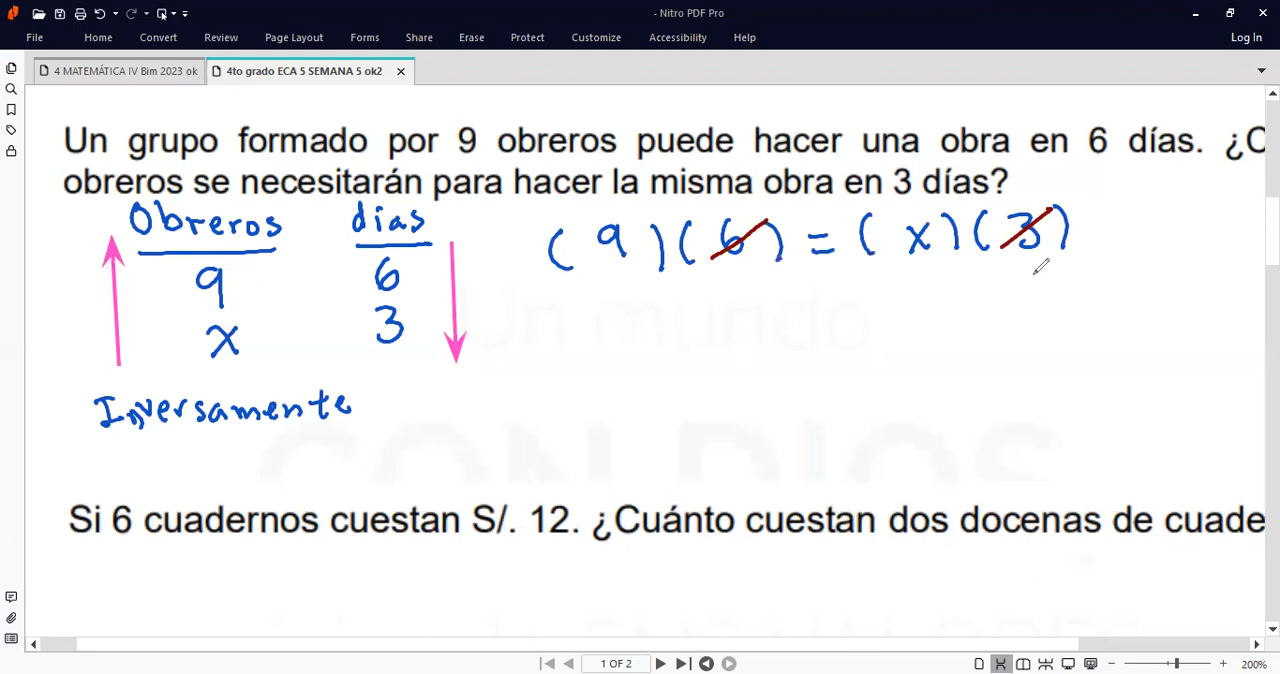 - Nitro PDF Pro
File Home Convert Review Page Layout Forms Share Erase Protect Customize Accessibility Help Log In
4 MATEMÁTICA IV Bim 2023 ok 4to grado ECA 5 SEMANA 5 ok2
Un grupo formado por 9 obreros puede hacer una obra en 6 días. ¿C
obreros se necesitarán para hacer la misma obra en 3 días?
Obreros días
(9)(6) = (x)(3)
9 6
x 3
Un mundo
Inversamente
CON DIOS
Si 6 cuadernos cuestan S/. 12. ¿Cuánto cuestan dos docenas de cuade
1 OF 2
200%